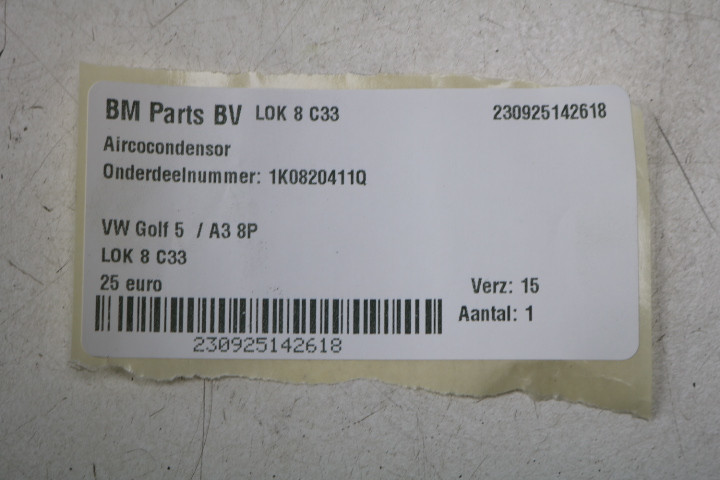 BM Parts BV LOK 8 C33 230925142618
Aircocondensor
Onderdeelnummer: 1K0820411Q
VW Golf 5 / A3 8P
LOK 8 C33
25 euro Verz: 15
Aantal: 1
230925142618